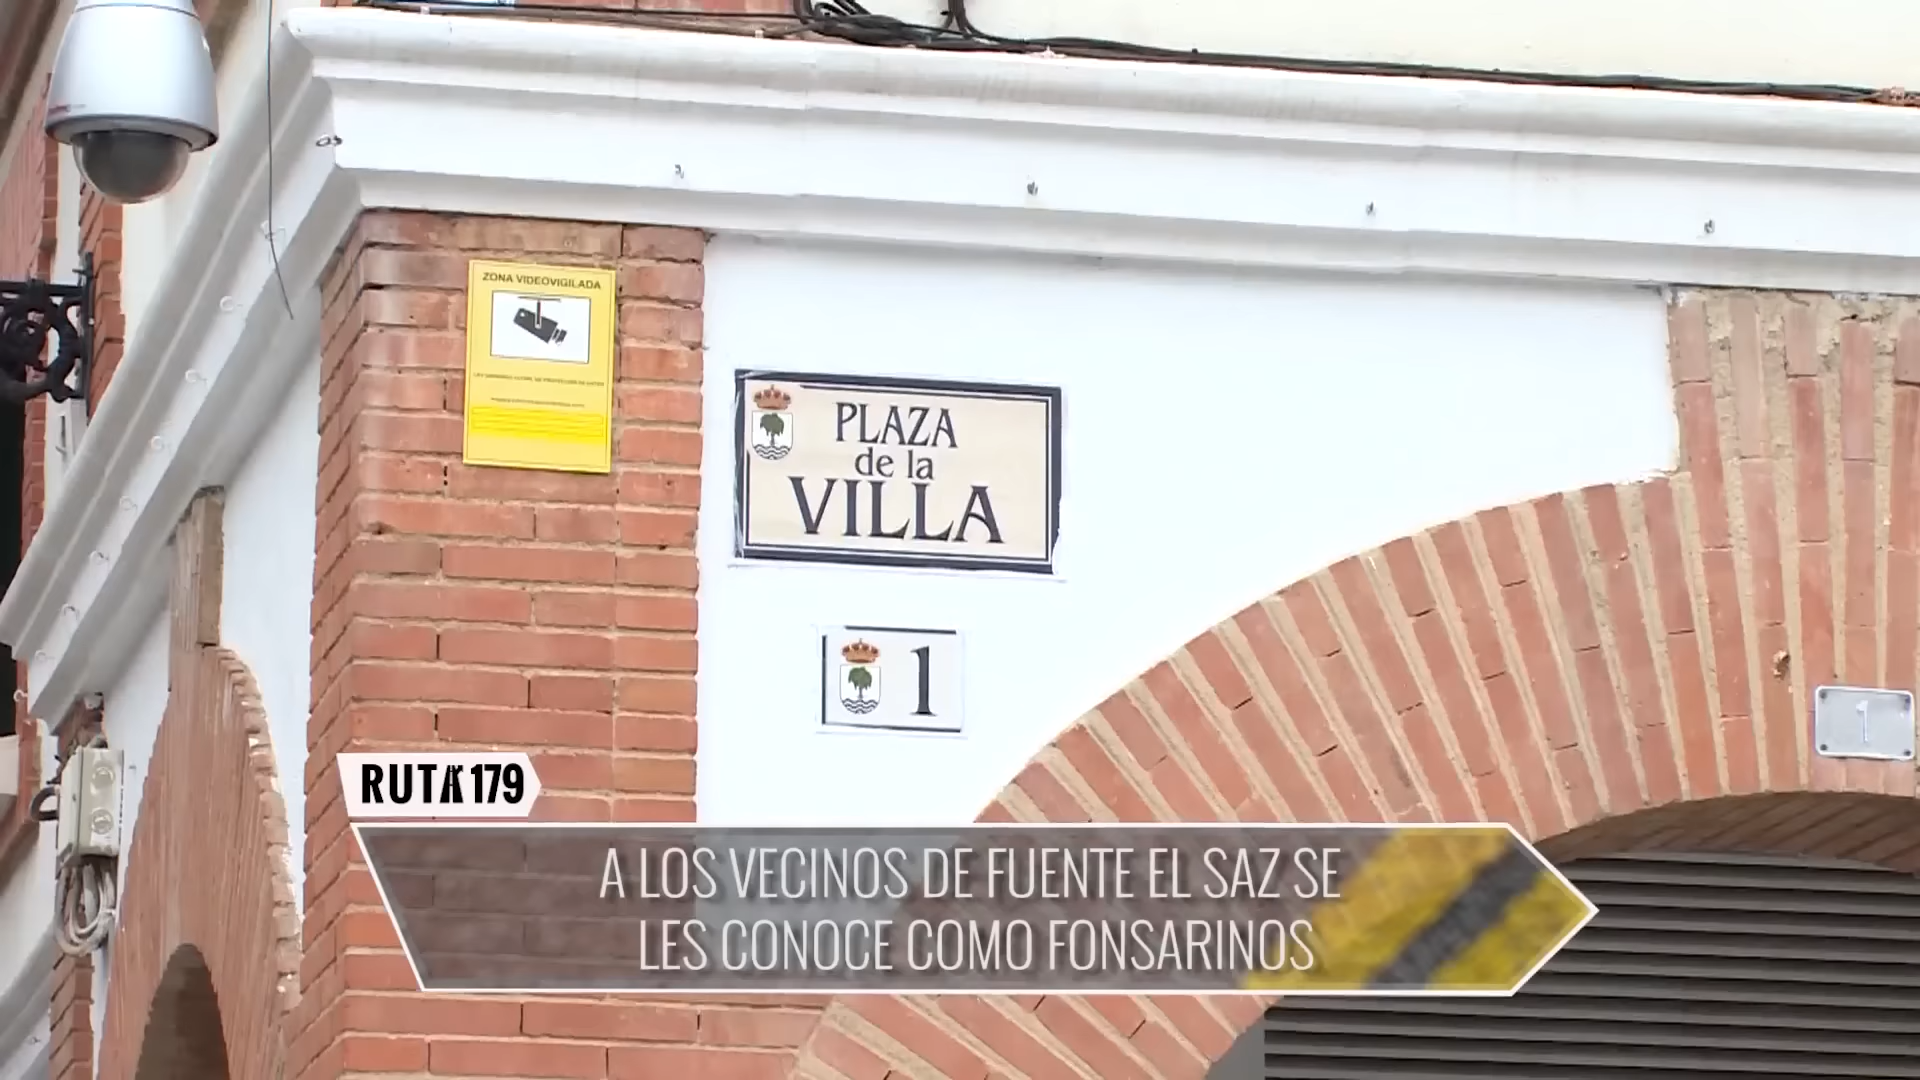 ZONA VIDEOVIGILADA
PLAZA
de la
VILLA
1
1
RUTA 179
A LOS VECINOS DE FUENTE EL SAZ SE
LES CONOCE COMO FONSARINOS